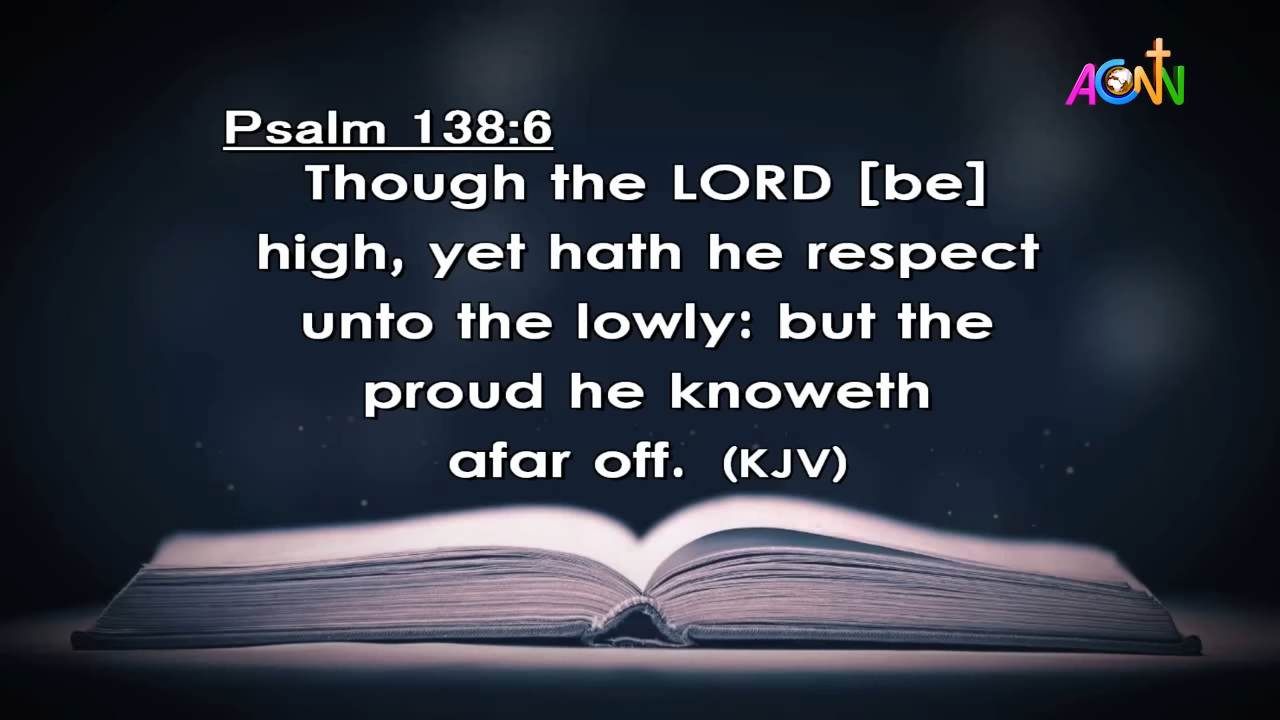 ACNN
Psalm 138:6
Though the LORD [be]
high, yet hath he respect
unto the lowly: but the
proud he knoweth
afar off. (KJV)